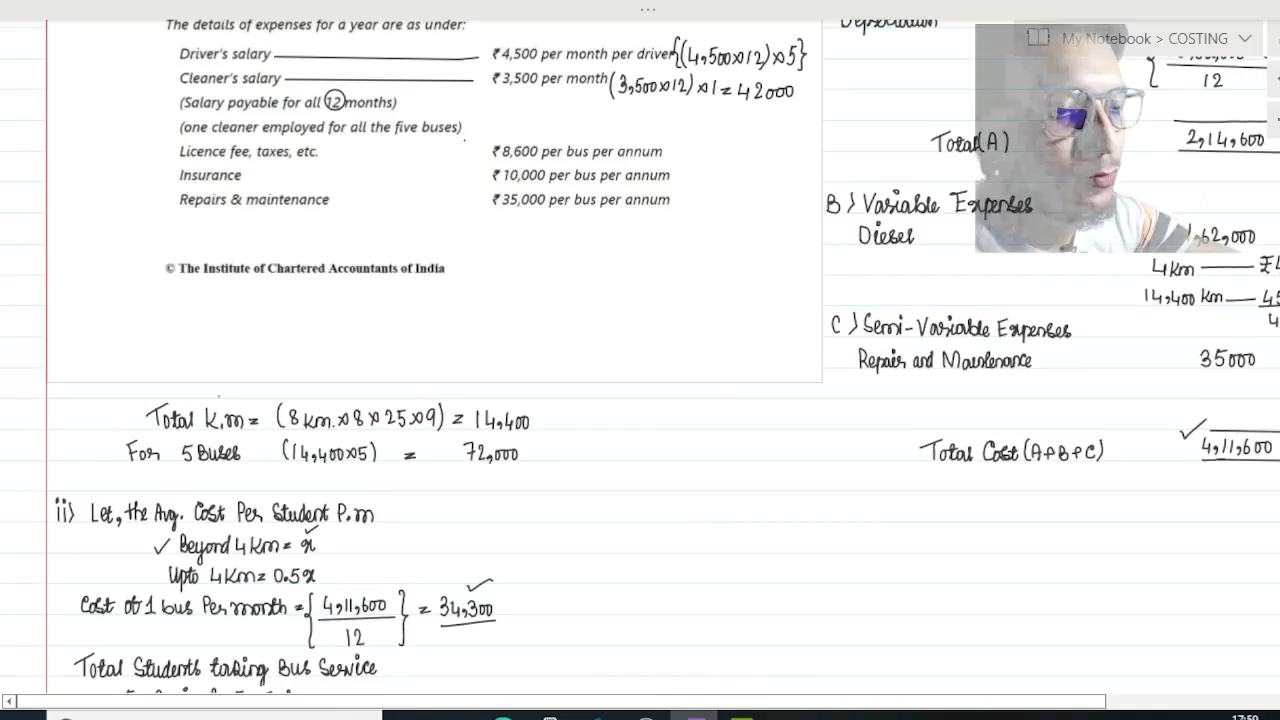 The details of expenses for a year are as under:
Driver's salary ₹ 4,500 per month per driver {(4,500×12)×5}
Cleaner's salary ₹ 3,500 per month (3,500×12)×1 = 42000
(Salary payable for all 12 months)
(one cleaner employed for all the five buses)
Licence fee, taxes, etc. ₹ 8,600 per bus per annum
Insurance ₹ 10,000 per bus per annum
Repairs & maintenance ₹ 35,000 per bus per annum
© The Institute of Chartered Accountants of India
Total K.m = (8 Km.×8×25×9) = 14,400
For 5 Buses (14,400×5) = 72,000
ii) Let, the Avg. Cost Per Student P.m
✓ Beyond 4 Km = x
Upto 4 Km = 0.5x
Cost of 1 bus Per month = { 4,11,600
12 } = 34,300
Total Students taking Bus Service
Depreciation
My Notebook > COSTING
12
Total (A) 2,14,600
B) Variable Expenses
Diesel 1,62,000
4 Km
14,400 Km
C) Semi-Variable Expenses
Repair and Maintenance 35000
Total Cost (A+B+C) 4,11,600
17:59